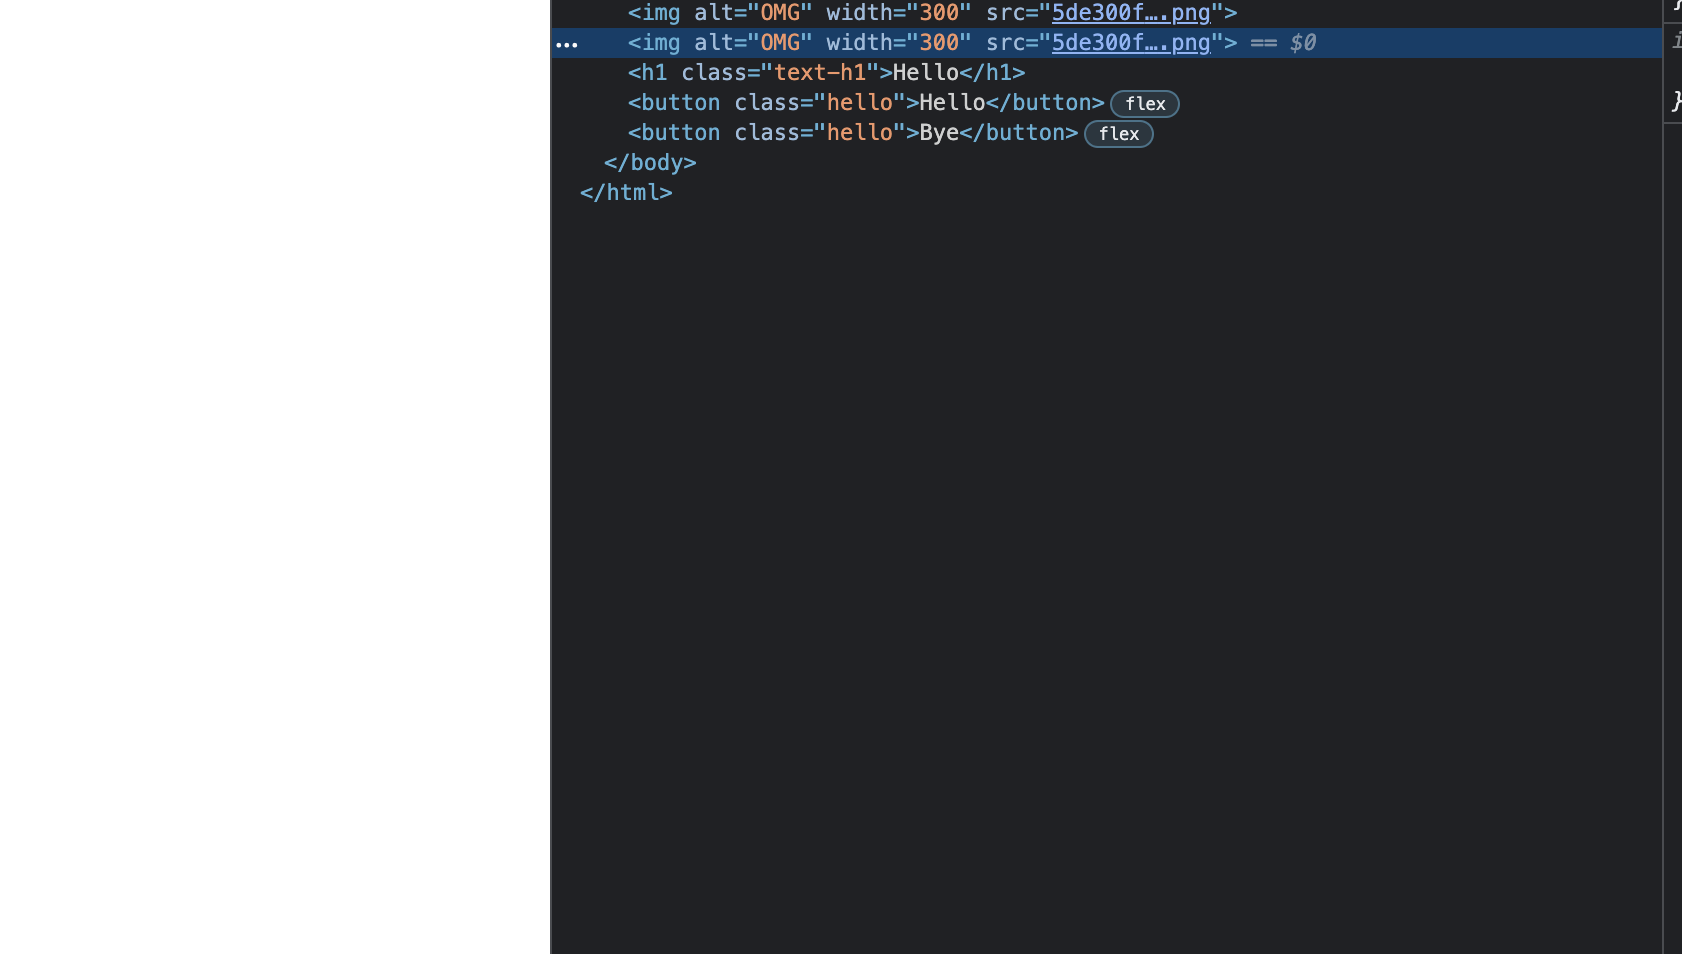 <img alt="OMG" width="300" src="5de300f….png">
… <img alt="OMG" width="300" src="5de300f….png"> == $0
<h1 class="text-h1">Hello</h1>
<button class="hello">Hello</button> flex
<button class="hello">Bye</button> flex
</body>
</html>
}
i
}